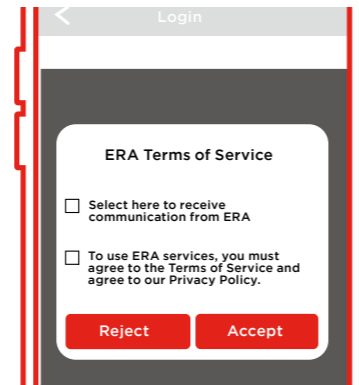 Login
ERA Terms of Service
Select here to receive
communication from ERA
To use ERA services, you must
agree to the Terms of Service and
agree to our Privacy Policy.
Reject Accept